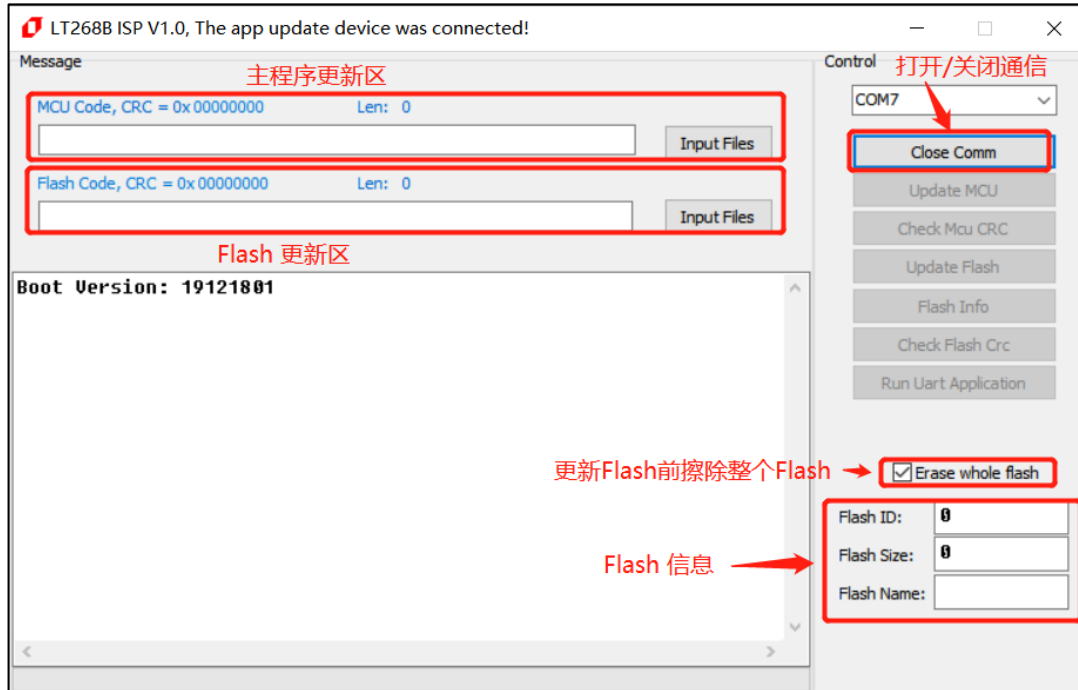 LT268B ISP V1.0, The app update device was connected!
Message
主程序更新区
MCU Code, CRC = 0x 00000000 Len: 0
Input Files
Flash Code, CRC = 0x 00000000 Len: 0
Input Files
Flash 更新区
Boot Version: 19121801
Control
打开/关闭通信
COM7
Close Comm
Update MCU
Check Mcu CRC
Update Flash
Flash Info
Check Flash Crc
Run Uart Application
更新Flash前擦除整个Flash
Erase whole flash
Flash 信息
Flash ID: 0
Flash Size: 0
Flash Name: